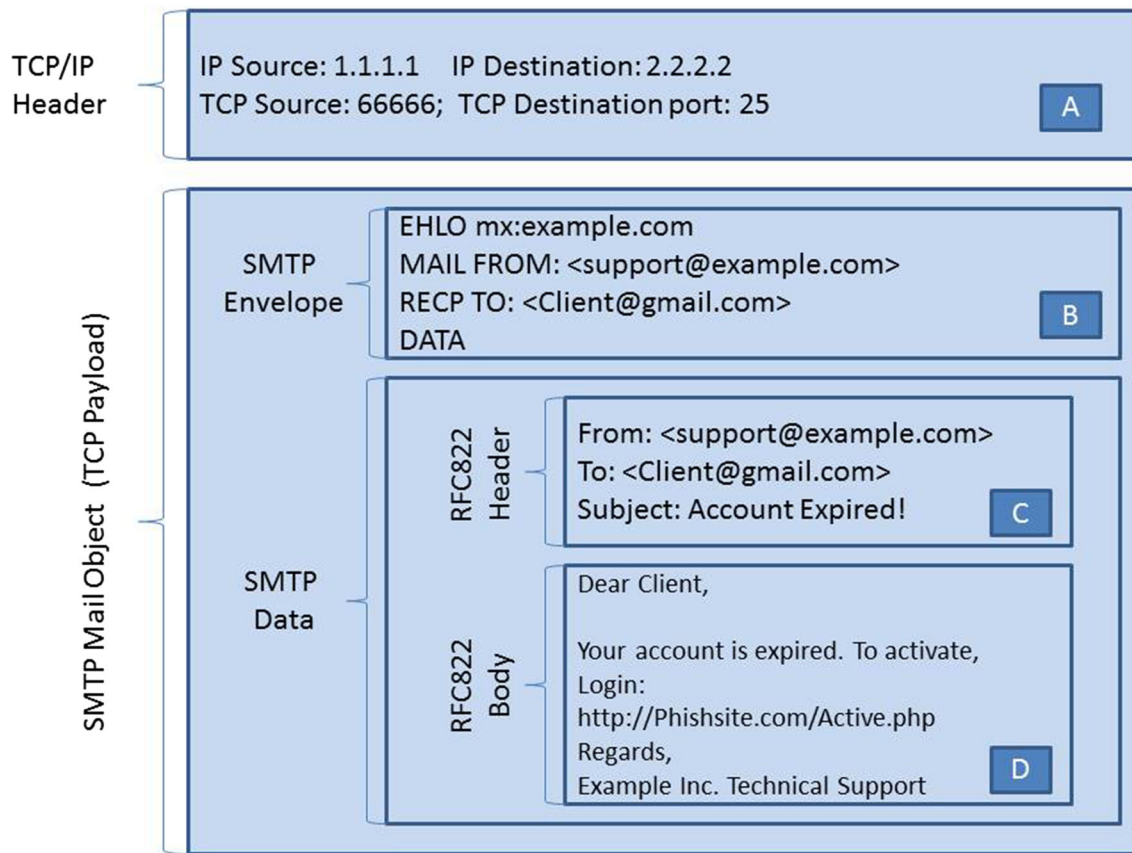 TCP/IP
Header
IP Source: 1.1.1.1 IP Destination: 2.2.2.2
TCP Source: 66666; TCP Destination port: 25
A
SMTP Mail Object (TCP Payload)
SMTP
Envelope
EHLO mx:example.com
MAIL FROM: <support@example.com>
RECP TO: <Client@gmail.com>
DATA
B
SMTP
Data
RFC822
Header
From: <support@example.com>
To: <Client@gmail.com>
Subject: Account Expired!
C
RFC822
Body
Dear Client,
Your account is expired. To activate,
Login:
http://Phishsite.com/Active.php
Regards,
Example Inc. Technical Support
D